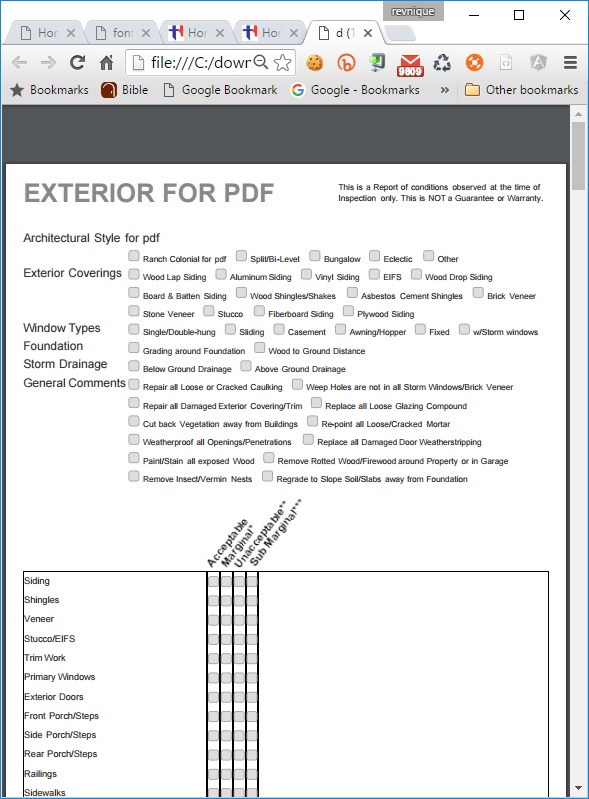 revnique
Hor
font
Hor
Hor
d (1
file:///C:/down
9809
Bookmarks Bible Google Bookmark Google - Bookmarks » Other bookmarks
EXTERIOR FOR PDF
This is a Report of conditions observed at the time of
Inspection only. This is NOT a Guarantee or Warranty.
Architectural Style for pdf
Ranch Colonial for pdf Split/Bi-Level Bungalow Eclectic Other
Exterior Coverings Wood Lap Siding Aluminum Siding Vinyl Siding EIFS Wood Drop Siding
Board & Batten Siding Wood Shingles/Shakes Asbestos Cement Shingles Brick Veneer
Stone Veneer Stucco Fiberboard Siding Plywood Siding
Window Types Single/Double-hung Sliding Casement Awning/Hopper Fixed w/Storm windows
Foundation Grading around Foundation Wood to Ground Distance
Storm Drainage Below Ground Drainage Above Ground Drainage
General Comments Repair all Loose or Cracked Caulking Weep Holes are not in all Storm Windows/Brick Veneer
Repair all Damaged Exterior Covering/Trim Replace all Loose Glazing Compound
Cut back Vegetation away from Buildings Re-point all Loose/Cracked Mortar
Weatherproof all Openings/Penetrations Replace all Damaged Door Weatherstripping
Paint/Stain all exposed Wood Remove Rotted Wood/Firewood around Property or in Garage
Remove Insect/Vermin Nests Regrade to Slope Soil/Slabs away from Foundation
Acceptable
Marginal*
Unacceptable**
Sub Marginal***
Siding
Shingles
Veneer
Stucco/EIFS
Trim Work
Primary Windows
Exterior Doors
Front Porch/Steps
Side Porch/Steps
Rear Porch/Steps
Railings
Sidewalks